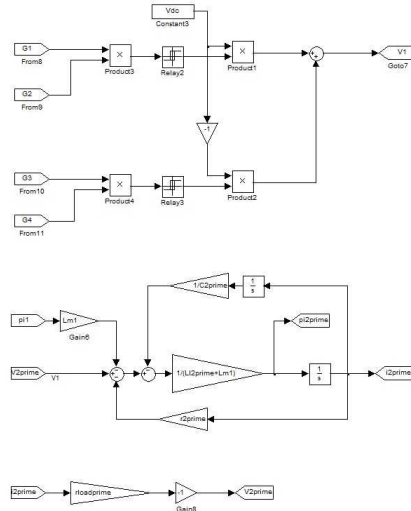 Vdc
Constant3
G1
From8
×
Product3
Relay2
×
Product1
V1
Goto7
G2
From9
-1
G3
From10
×
Product4
Relay3
×
Product2
G4
From11
1/C2prime
1
s
pi1
Lm1
Gain6
pi2prime
V2prime
V1
1/(Ll2prime+Lm1)
1
s
i2prime
r2prime
i2prime
rloadprime
-1
Gain8
V2prime